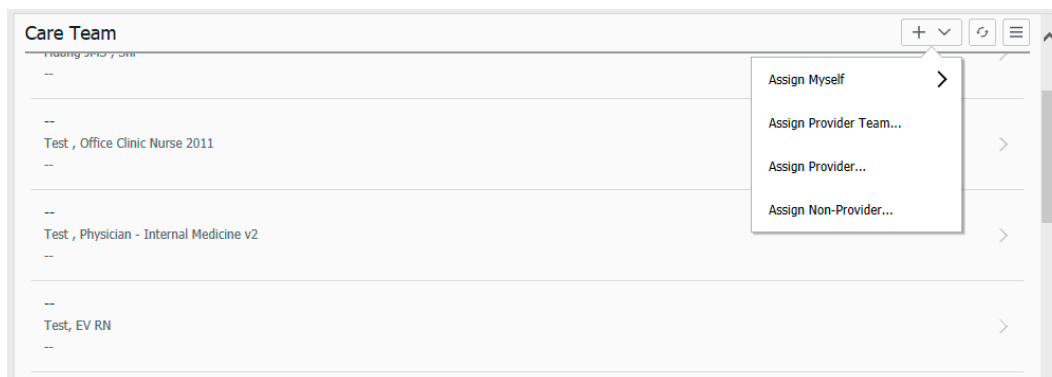 Care Team
--
Assign Myself
--
Test , Office Clinic Nurse 2011
--
Assign Provider Team...
Assign Provider...
Assign Non-Provider...
--
Test , Physician - Internal Medicine v2
--
--
Test, EV RN
--